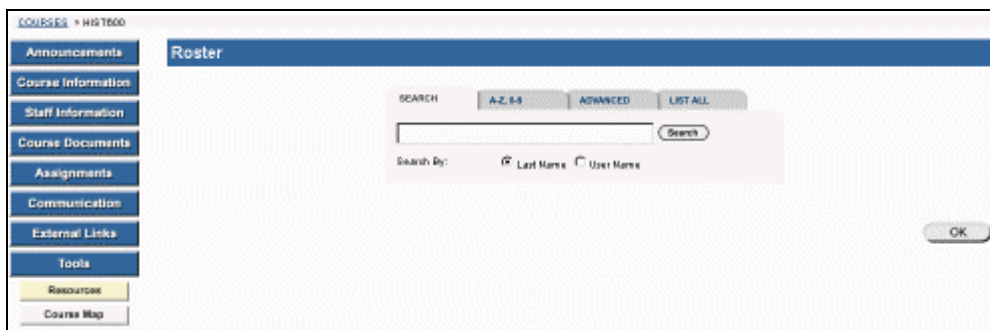 COURSES > HIST600
Announcements
Course Information
Staff Information
Course Documents
Assignments
Communication
External Links
Tools
Resources
Course Map
Roster
SEARCH A-Z, 0-9 ADVANCED LIST ALL
Search
Search By: Last Name User Name
OK